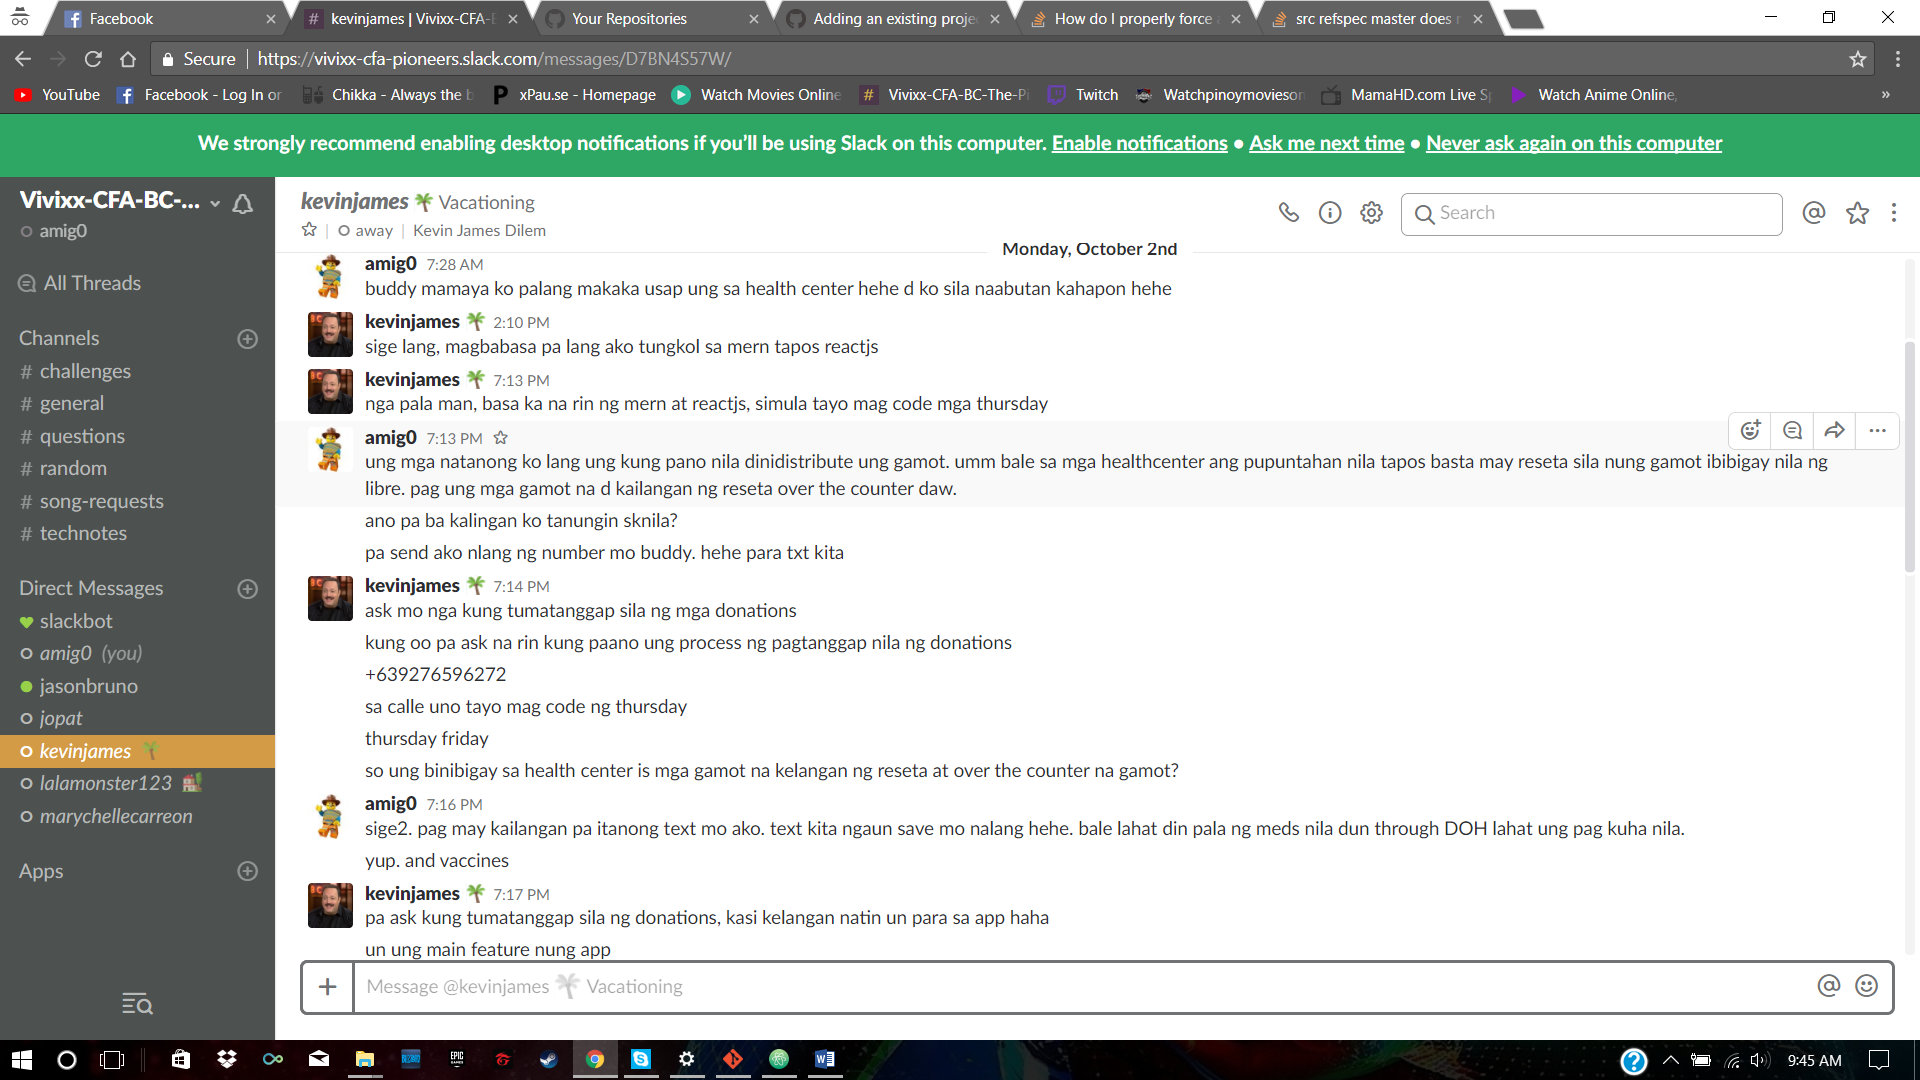 Facebook
kevinjames | Vivixx-CFA-B
Your Repositories
Adding an existing proje
How do I properly force
src refspec master does
Secure
https://vivixx-cfa-pioneers.slack.com/messages/D7BN4S57W/
YouTube
Facebook - Log In or
Chikka - Always the b
xPau.se - Homepage
Watch Movies Online
Vivixx-CFA-BC-The-Pi
Twitch
Watchpinoymovieson
MamaHD.com Live Sp
Watch Anime Online,
»
We strongly recommend enabling desktop notifications if you’ll be using Slack on this computer. Enable notifications ● Ask me next time ● Never ask again on this computer
Vivixx-CFA-BC-...
amig0
All Threads
Channels
# challenges
# general
# questions
# random
# song-requests
# technotes
Direct Messages
slackbot
amig0 (you)
jasonbruno
jopat
kevinjames
lalamonster123
marychellecarreon
Apps
kevinjames Vacationing
away | Kevin James Dilem
Search
Monday, October 2nd
amig0 7:28 AM
buddy mamaya ko palang makaka usap ung sa health center hehe d ko sila naabutan kahapon hehe
kevinjames 2:10 PM
sige lang, magbabasa pa lang ako tungkol sa mern tapos reactjs
kevinjames 7:13 PM
nga pala man, basa ka na rin ng mern at reactjs, simula tayo mag code mga thursday
amig0 7:13 PM
ung mga natanong ko lang ung kung pano nila dinidistribute ung gamot. umm bale sa mga healthcenter ang pupuntahan nila tapos basta may reseta sila nung gamot ibibigay nila ng
libre. pag ung mga gamot na d kailangan ng reseta over the counter daw.
ano pa ba kalingan ko tanungin sknila?
pa send ako nlang ng number mo buddy. hehe para txt kita
kevinjames 7:14 PM
ask mo nga kung tumatanggap sila ng mga donations
kung oo pa ask na rin kung paano ung process ng pagtanggap nila ng donations
+639276596272
sa calle uno tayo mag code ng thursday
thursday friday
so ung binibigay sa health center is mga gamot na kelangan ng reseta at over the counter na gamot?
amig0 7:16 PM
sige2. pag may kailangan pa itanong text mo ako. text kita ngaun save mo nalang hehe. bale lahat din pala ng meds nila dun through DOH lahat ung pag kuha nila.
yup. and vaccines
kevinjames 7:17 PM
pa ask kung tumatanggap sila ng donations, kasi kelangan natin un para sa app haha
un ung main feature nung app
Message @kevinjames Vacationing
9:45 AM